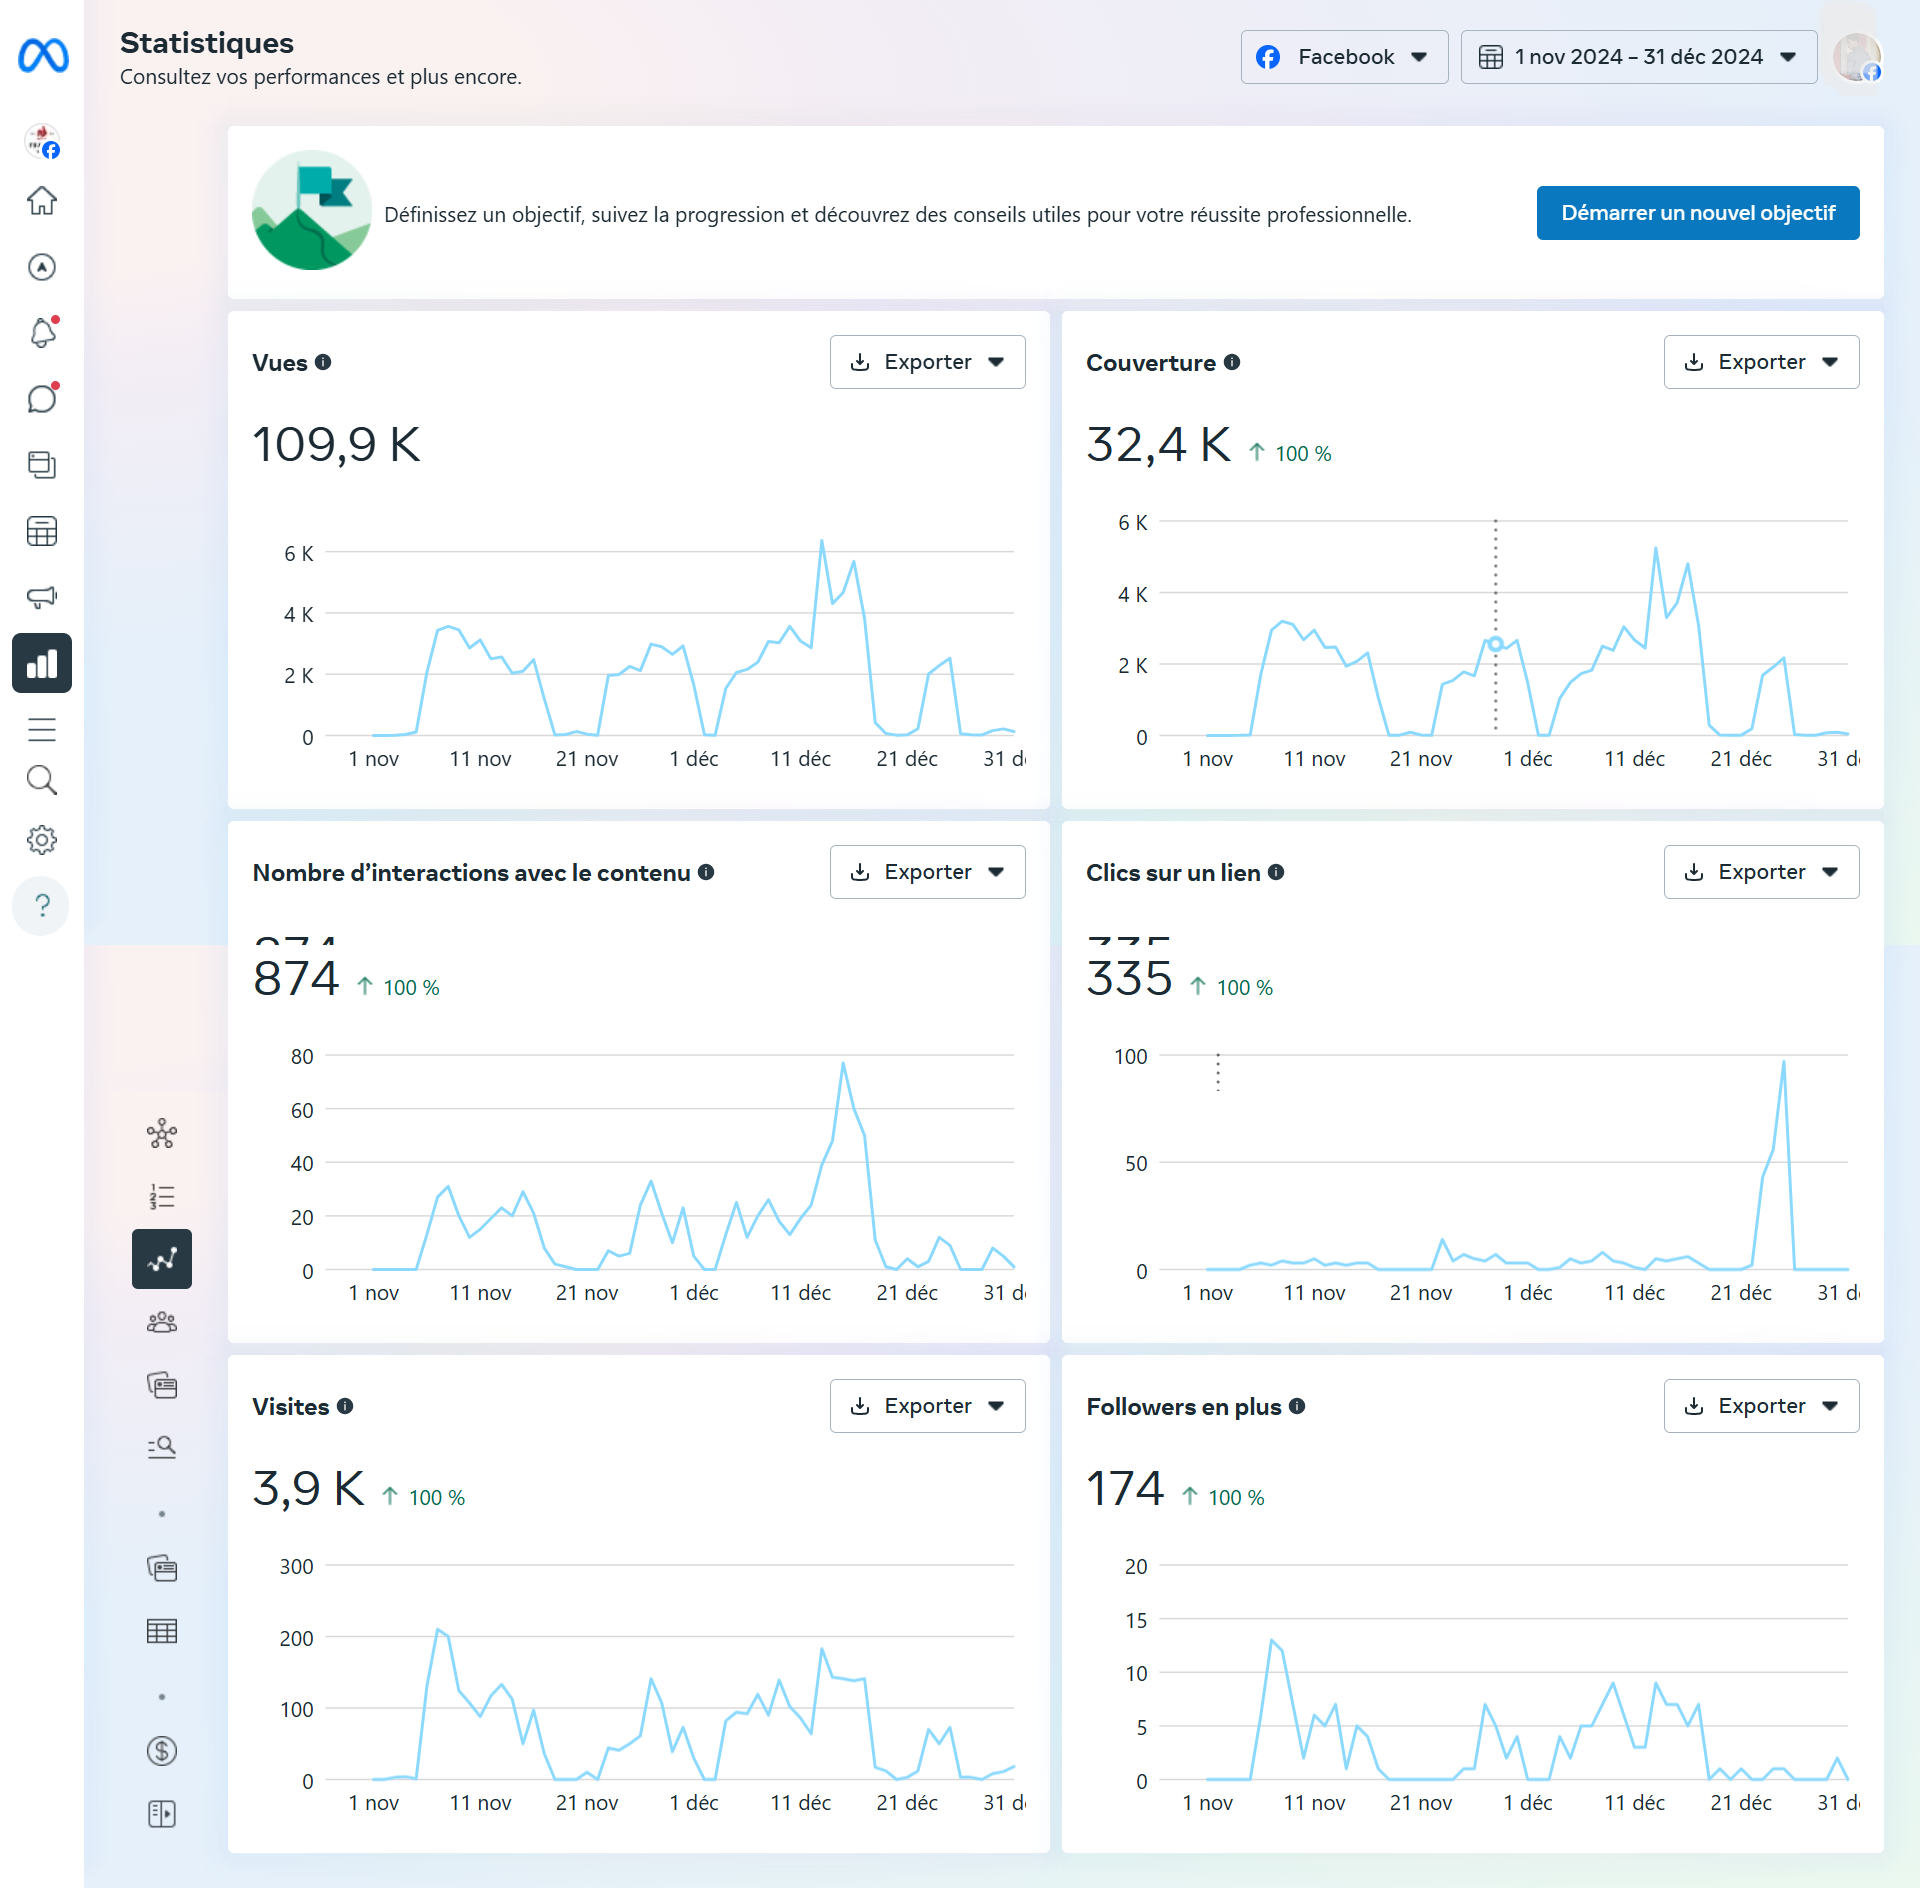 Statistiques
Consultez vos performances et plus encore.
Facebook
1 nov 2024 – 31 déc 2024
Définissez un objectif, suivez la progression et découvrez des conseils utiles pour votre réussite professionnelle.
Démarrer un nouvel objectif
Vues
Exporter
109,9 K
6 K
4 K
2 K
0
1 nov 11 nov 21 nov 1 déc 11 déc 21 déc 31 d
Couverture
Exporter
32,4 K ↑ 100 %
6 K
4 K
2 K
0
1 nov 11 nov 21 nov 1 déc 11 déc 21 déc 31 d
Nombre d’interactions avec le contenu
Exporter
874
874 ↑ 100 %
80
60
40
20
0
1 nov 11 nov 21 nov 1 déc 11 déc 21 déc 31 d
Clics sur un lien
Exporter
335
335 ↑ 100 %
100
50
0
1 nov 11 nov 21 nov 1 déc 11 déc 21 déc 31 d
Visites
Exporter
3,9 K ↑ 100 %
300
200
100
0
1 nov 11 nov 21 nov 1 déc 11 déc 21 déc 31 d
Followers en plus
Exporter
174 ↑ 100 %
20
15
10
5
0
1 nov 11 nov 21 nov 1 déc 11 déc 21 déc 31 d